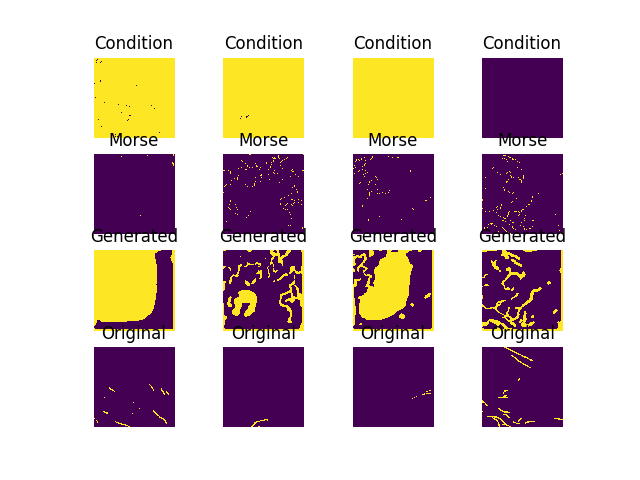 Condition Condition Condition Condition
Morse Morse Morse Morse
Generated Generated Generated Generated
Original Original Original Original